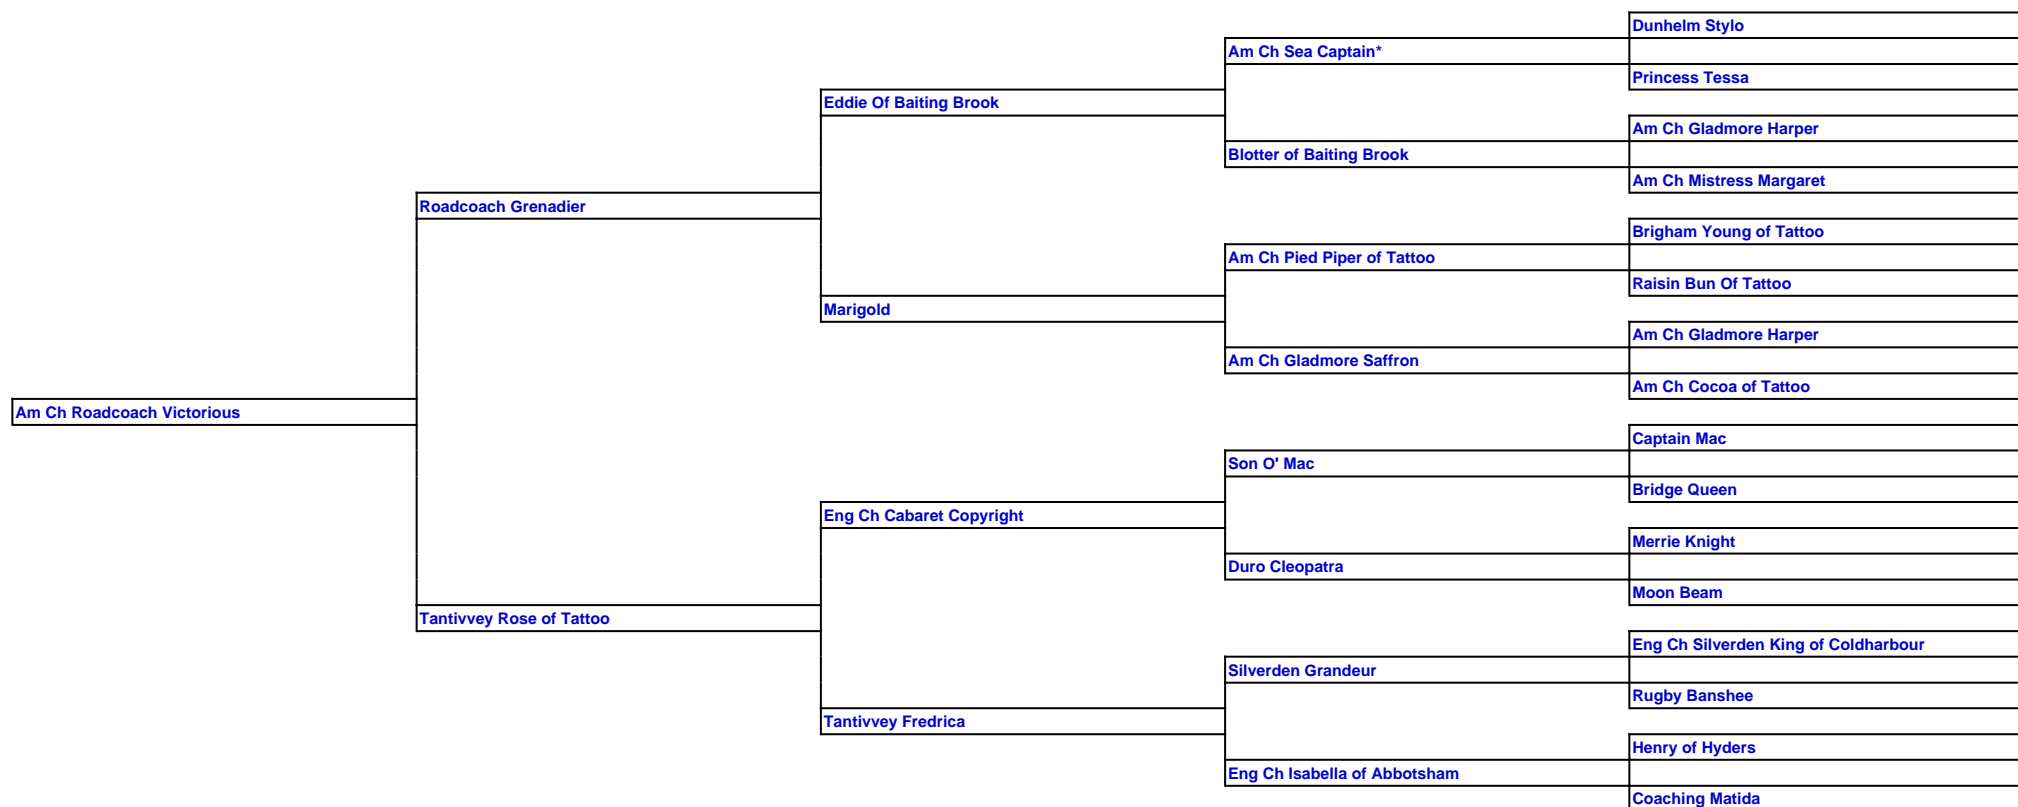 Dunhelm Stylo
Am Ch Sea Captain*
Princess Tessa
Eddie Of Baiting Brook
Am Ch Gladmore Harper
Blotter of Baiting Brook
Am Ch Mistress Margaret
Roadcoach Grenadier
Brigham Young of Tattoo
Am Ch Pied Piper of Tattoo
Raisin Bun Of Tattoo
Marigold
Am Ch Gladmore Harper
Am Ch Gladmore Saffron
Am Ch Cocoa of Tattoo
Am Ch Roadcoach Victorious
Captain Mac
Son O' Mac
Bridge Queen
Eng Ch Cabaret Copyright
Merrie Knight
Duro Cleopatra
Moon Beam
Tantivvey Rose of Tattoo
Eng Ch Silverden King of Coldharbour
Silverden Grandeur
Rugby Banshee
Tantivvey Fredrica
Henry of Hyders
Eng Ch Isabella of Abbotsham
Coaching Matida